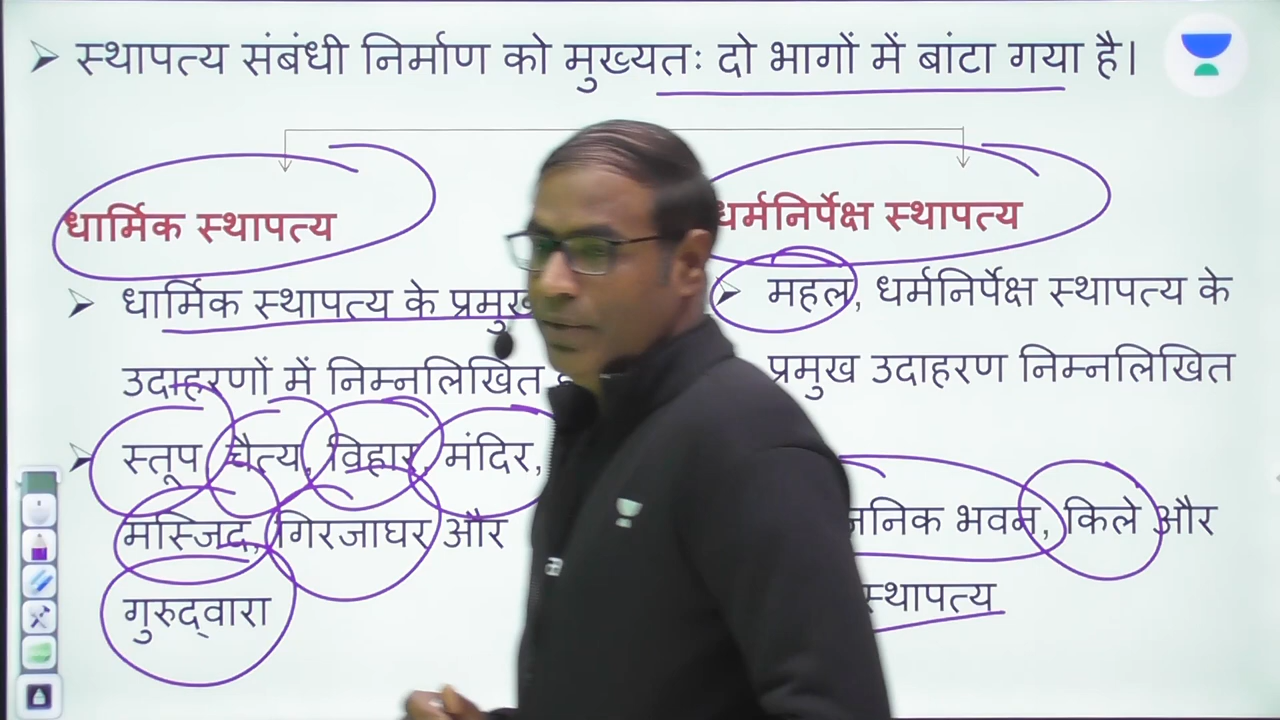 स्थापत्य संबंधी निर्माण को मुख्यतः दो भागों में बांटा गया है।
धार्मिक स्थापत्य
धर्मनिर्पेक्ष स्थापत्य
धार्मिक स्थापत्य के प्रमुख
उदाहरणों में निम्नलिखित
स्तूप, चैत्य, विहार, मंदिर,
मस्जिद, गिरजाघर और
गुरुद्वारा
महल, धर्मनिर्पेक्ष स्थापत्य के
प्रमुख उदाहरण निम्नलिखित
भवन, किले और
स्थापत्य